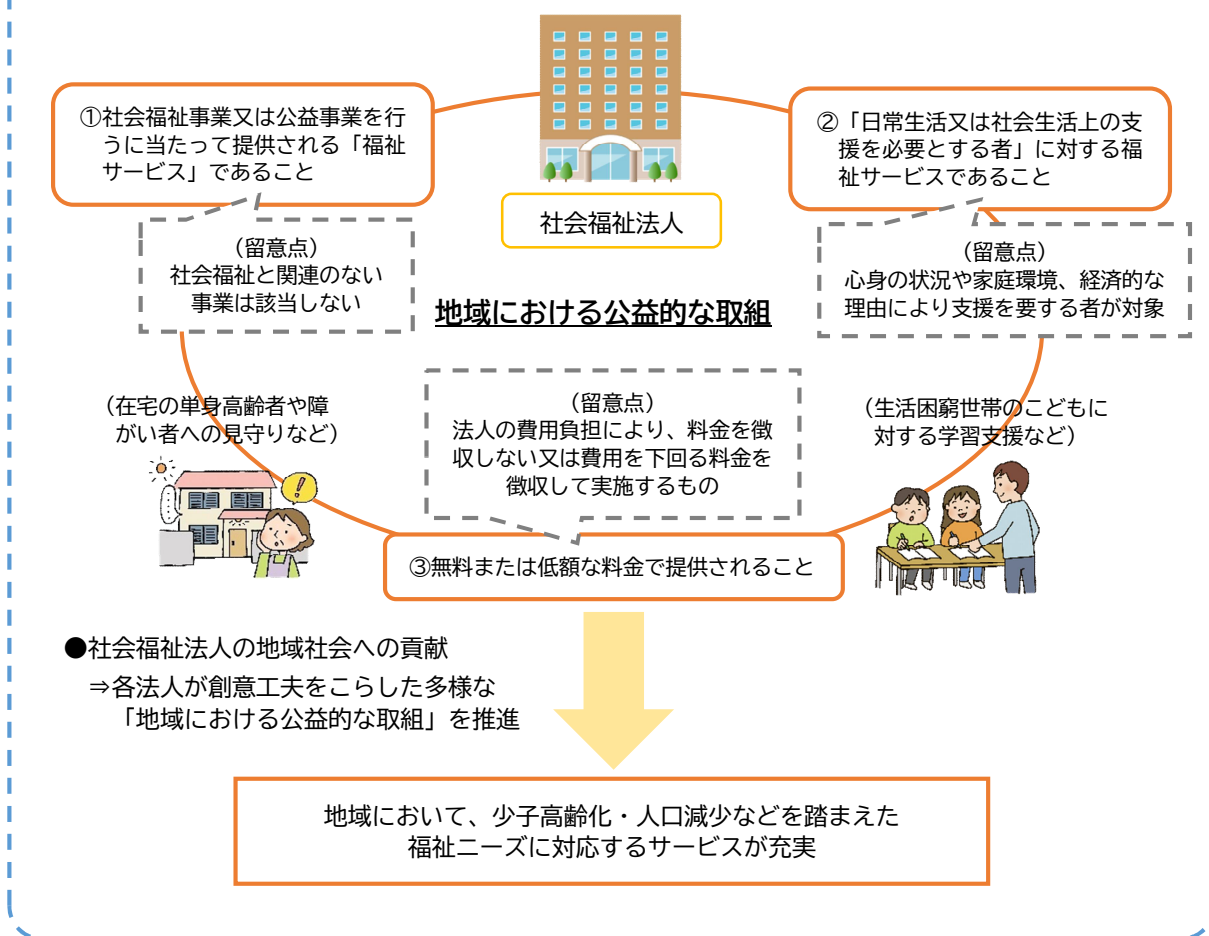 ①社会福祉事業又は公益事業を行
うに当たって提供される「福祉
サービス」であること
②「日常生活又は社会生活上の支
援を必要とする者」に対する福
祉サービスであること
社会福祉法人
（留意点）
社会福祉と関連のない
事業は該当しない
（留意点）
心身の状況や家庭環境、経済的な
理由により支援を要する者が対象
地域における公益的な取組
（在宅の単身高齢者や障
がい者への見守りなど）
（留意点）
法人の費用負担により、料金を徴
収しない又は費用を下回る料金を
徴収して実施するもの
（生活困窮世帯のこどもに
対する学習支援など）
③無料または低額な料金で提供されること
●社会福祉法人の地域社会への貢献
⇒各法人が創意工夫をこらした多様な
「地域における公益的な取組」を推進
地域において、少子高齢化・人口減少などを踏まえた
福祉ニーズに対応するサービスが充実